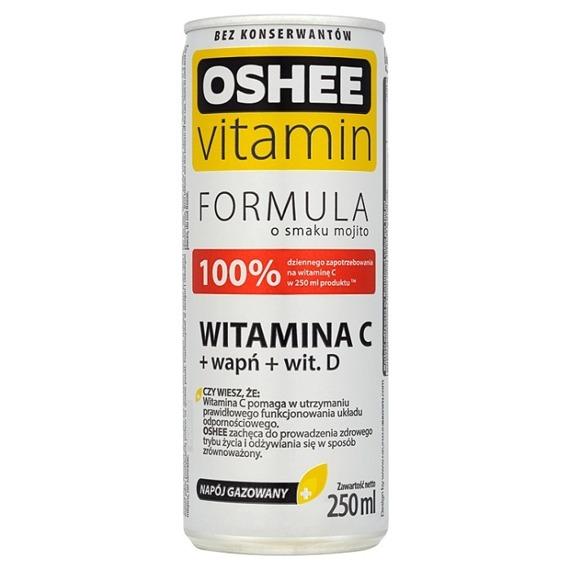 BEZ KONSERWANTÓW
OSHEE
vitamin
FORMULA
o smaku mojito
100% dziennego zapotrzebowania
na witaminę C
w 250 ml produktu™
WITAMINA C
+ wapń + wit. D
CZY WIESZ, ŻE:
Witamina C pomaga w utrzymaniu
prawidłowego funkcjonowania układu
odpornościowego.
OSHEE zachęca do prowadzenia zdrowego
trybu życia i odżywiania się w sposób
zrównoważony.
NAPÓJ GAZOWANY
Zawartość netto
250 ml